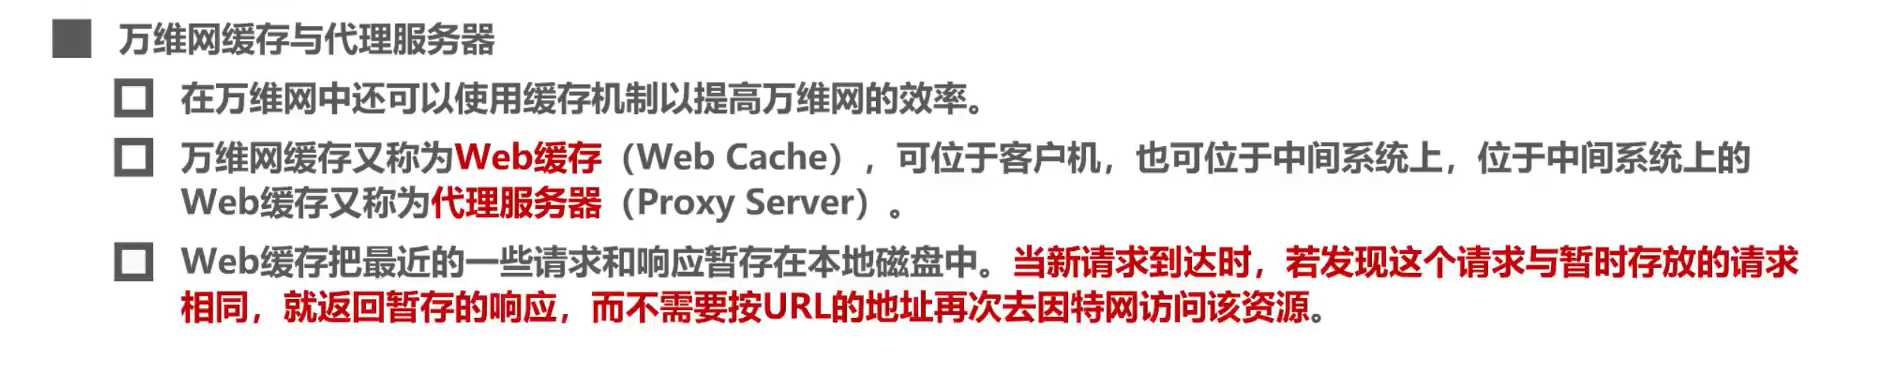 万维网缓存与代理服务器
在万维网中还可以使用缓存机制以提高万维网的效率。
万维网缓存又称为Web缓存（Web Cache），可位于客户机，也可位于中间系统上，位于中间系统上的
Web缓存又称为代理服务器（Proxy Server）。
Web缓存把最近的一些请求和响应暂存在本地磁盘中。当新请求到达时，若发现这个请求与暂时存放的请求
相同，就返回暂存的响应，而不需要按URL的地址再次去因特网访问该资源。